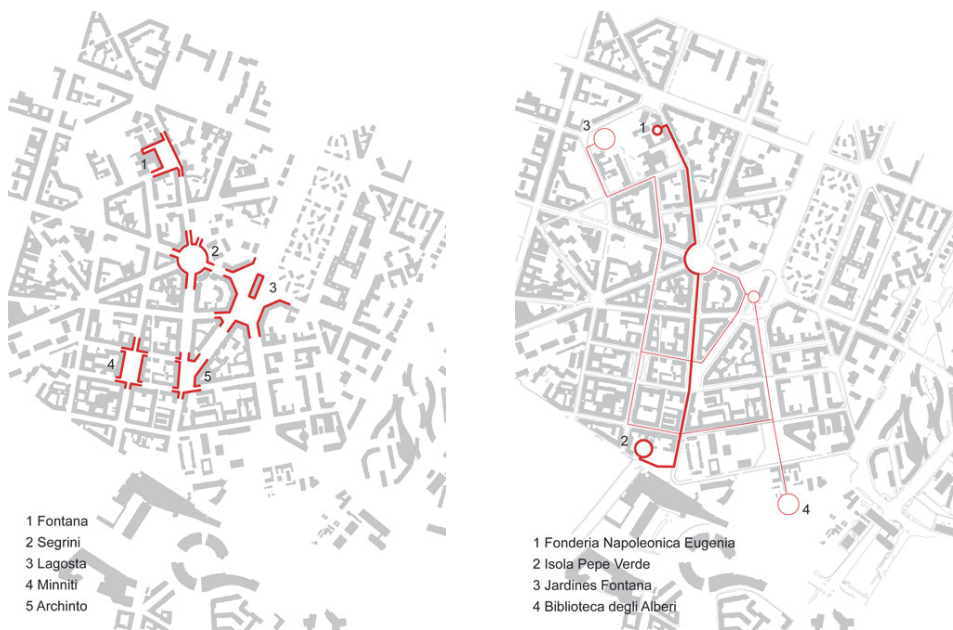 1
2
3
4
5
1 Fontana
2 Segrini
3 Lagosta
4 Minniti
5 Archinto
3
1
2
4
1 Fonderia Napoleonica Eugenia
2 Isola Pepe Verde
3 Jardines Fontana
4 Biblioteca degli Alberi